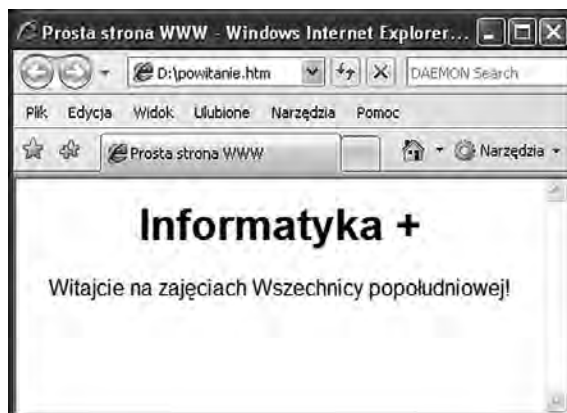 Prosta strona WWW - Windows Internet Explorer...
D:\powitanie.htm DAEMON Search
Plik Edycja Widok Ulubione Narzędzia Pomoc
Prosta strona WWW Narzędzia
Informatyka +
Witajcie na zajęciach Wszechnicy popołudniowej!